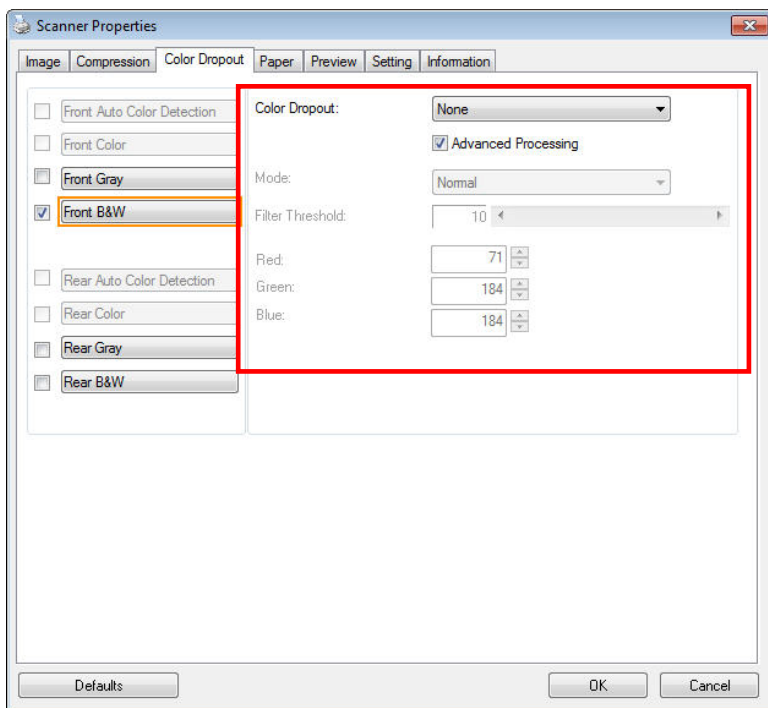 Scanner Properties
Image Compression Color Dropout Paper Preview Setting Information
Front Auto Color Detection
Front Color
Front Gray
Front B&W
Rear Auto Color Detection
Rear Color
Rear Gray
Rear B&W
Color Dropout: None
Advanced Processing
Mode: Normal
Filter Threshold: 10
Red: 71
Green: 184
Blue: 184
Defaults OK Cancel